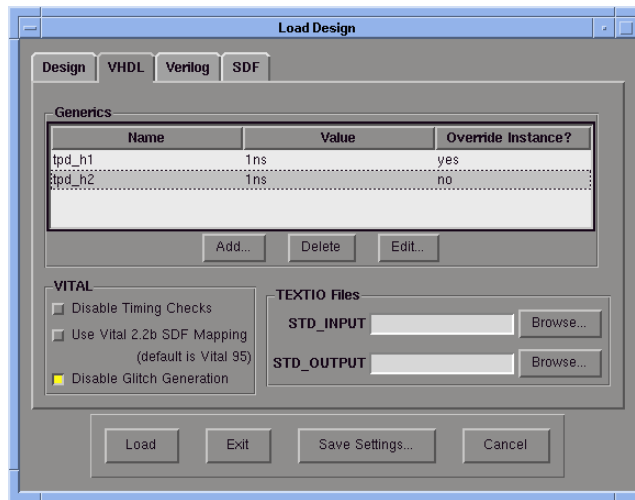 Load Design
Design VHDL Verilog SDF
Generics
Name Value Override Instance?
tpd_h1 1ns yes
tpd_h2 1ns no
Add... Delete Edit...
VITAL
Disable Timing Checks
Use Vital 2.2b SDF Mapping
(default is Vital 95)
Disable Glitch Generation
TEXTIO Files
STD_INPUT Browse...
STD_OUTPUT Browse...
Load Exit Save Settings... Cancel